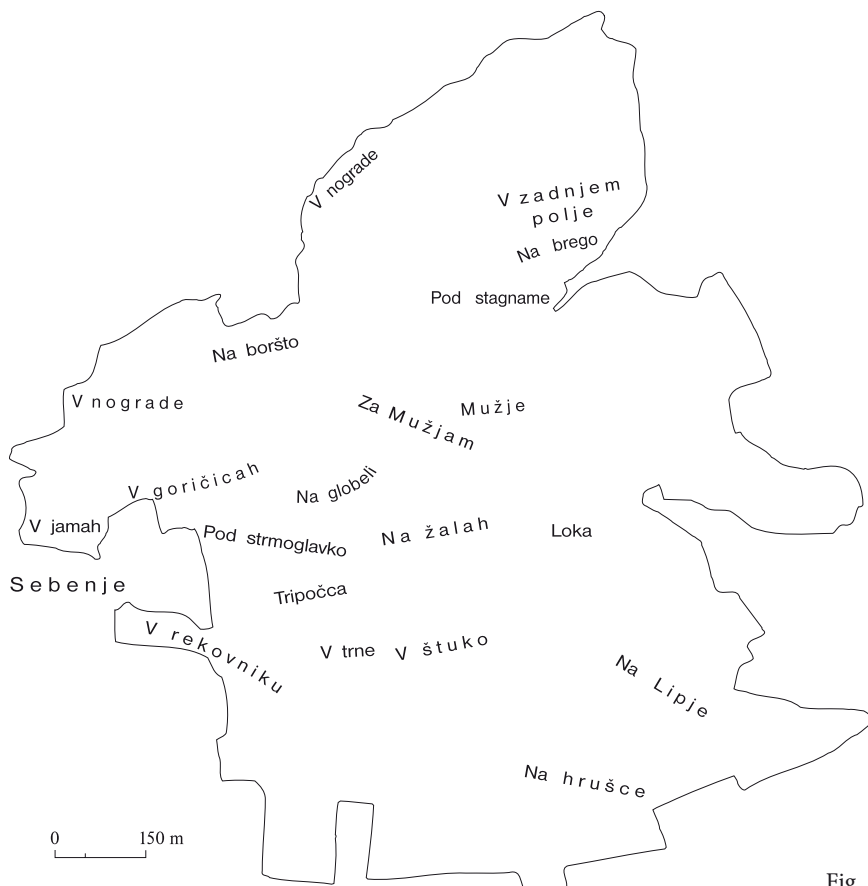 V nograde
V zadnjem
polje
Na brego
Pod stagname
Na boršto
V nograde
Za Mužjam
Mužje
V goričicah
Na globeli
V jamah
Pod strmoglavko
Na žalah
Loka
Sebenje
Tripočca
V rekovniku
V trne
V štuko
Na Lipje
Na hrušce
0 150 m
Fig